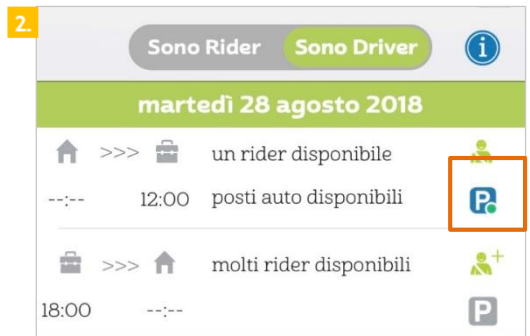 2.
Sono Rider Sono Driver i
martedì 28 agosto 2018
>>> un rider disponibile
--:-- 12:00 posti auto disponibili P
>>> molti rider disponibili +
18:00 --:-- P